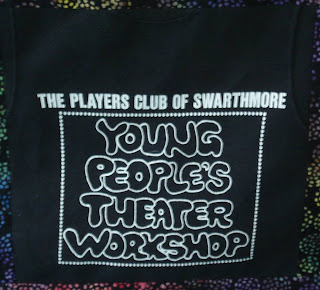 THE PLAYERS CLUB OF SWARTHMORE
YOUNG
PEOPLE'S
THEATER
WORKSHOP